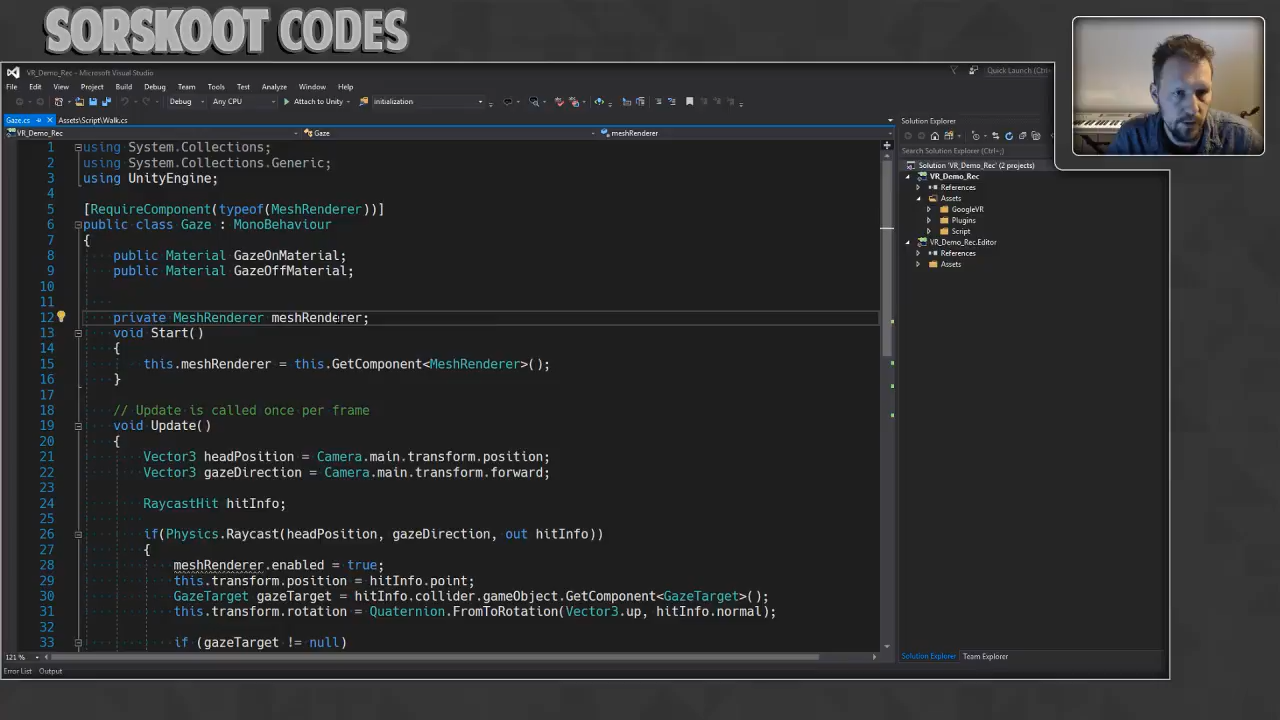 SORSKOOT CODES
VR_Demo_Rec - Microsoft Visual Studio
Quick Launch (Ctrl
File Edit View Project Build Debug Team Tools Test Analyze Window Help
Debug Any CPU Attach to Unity initialization
Gaze.cs Assets\Script\Walk.cs
VR_Demo_Rec Gaze meshRenderer
1 using System.Collections;
2 using System.Collections.Generic;
3 using UnityEngine;
4
5 [RequireComponent(typeof(MeshRenderer))]
6 public class Gaze : MonoBehaviour
7 {
8 public Material GazeOnMaterial;
9 public Material GazeOffMaterial;
10
11
12 private MeshRenderer meshRenderer;
13 void Start()
14 {
15 this.meshRenderer = this.GetComponent<MeshRenderer>();
16 }
17
18 // Update is called once per frame
19 void Update()
20 {
21 Vector3 headPosition = Camera.main.transform.position;
22 Vector3 gazeDirection = Camera.main.transform.forward;
23
24 RaycastHit hitInfo;
25
26 if(Physics.Raycast(headPosition, gazeDirection, out hitInfo))
27 {
28 meshRenderer.enabled = true;
29 this.transform.position = hitInfo.point;
30 GazeTarget gazeTarget = hitInfo.collider.gameObject.GetComponent<GazeTarget>();
31 this.transform.rotation = Quaternion.FromToRotation(Vector3.up, hitInfo.normal);
32
33 if (gazeTarget != null)
121 %
Error List Output
Solution Explorer
Search Solution Explorer (Ctrl+;)
Solution 'VR_Demo_Rec' (2 projects)
VR_Demo_Rec
References
Assets
GoogleVR
Plugins
Script
VR_Demo_Rec.Editor
References
Assets
Solution Explorer Team Explorer